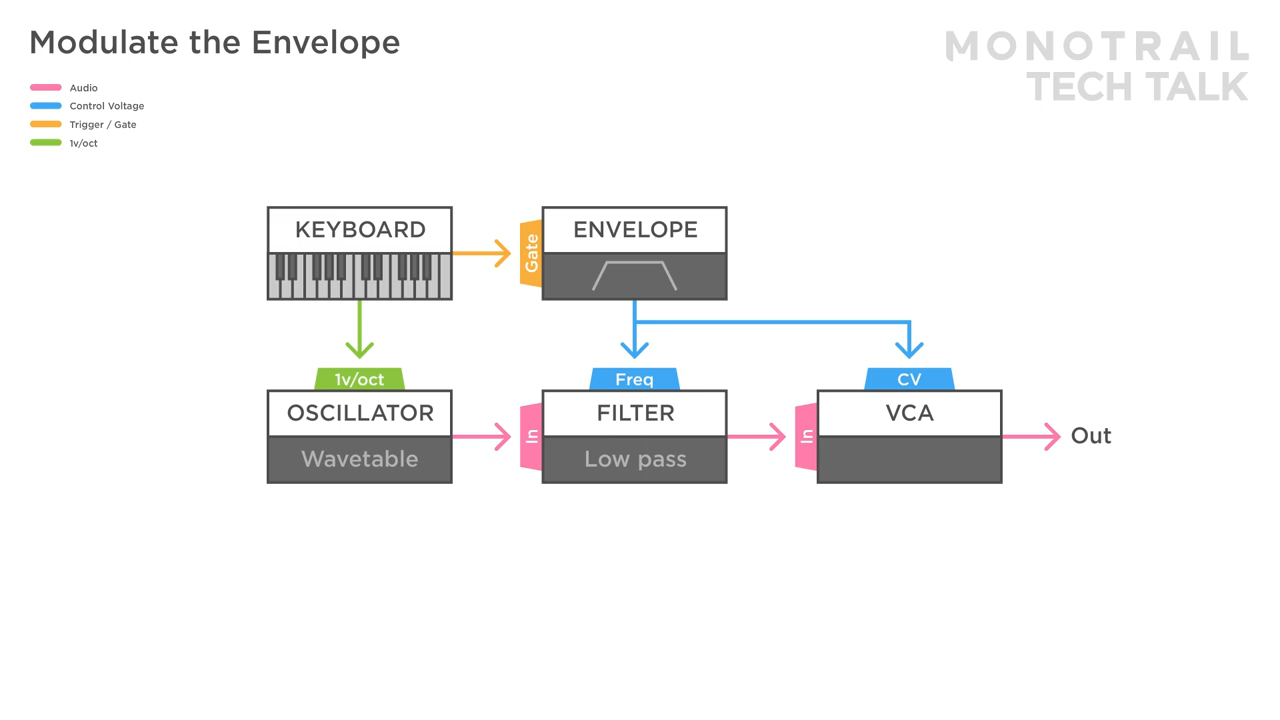 Modulate the Envelope
MONOTRAIL
TECH TALK
Audio
Control Voltage
Trigger / Gate
1v/oct
KEYBOARD
Gate
ENVELOPE
1v/oct
Freq
CV
OSCILLATOR
Wavetable
In
FILTER
Low pass
In
VCA
Out